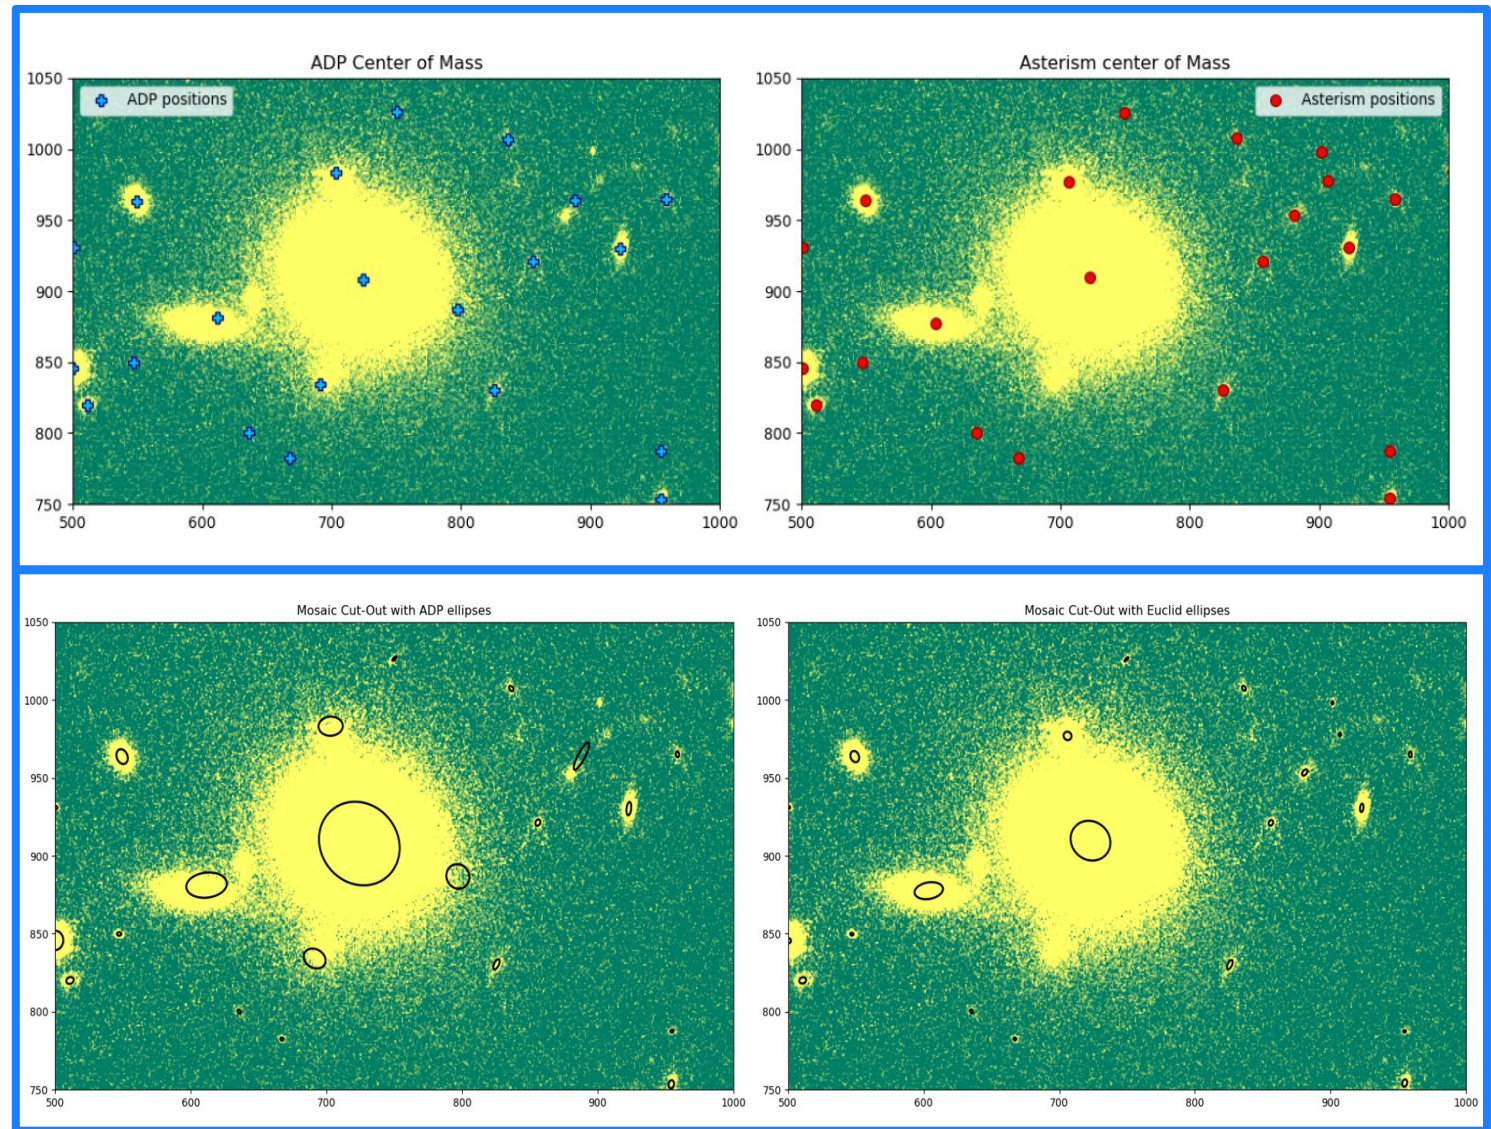 ADP Center of Mass
ADP positions
1050
1000
950
900
850
800
750
500 600 700 800 900 1000
Asterism center of Mass
Asterism positions
1050
1000
950
900
850
800
750
500 600 700 800 900 1000
Mosaic Cut-Out with ADP ellipses
1050
1000
950
900
850
800
750
500 600 700 800 900 1000
Mosaic Cut-Out with Euclid ellipses
1050
1000
950
900
850
800
750
500 600 700 800 900 1000